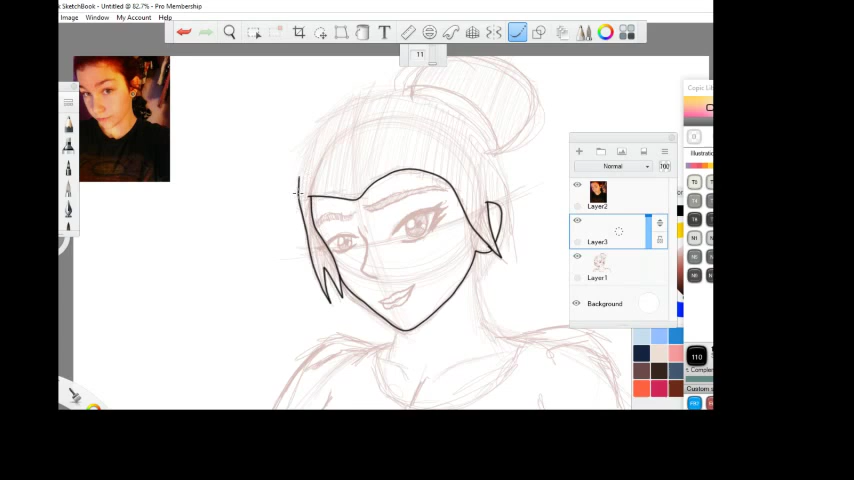 k SketchBook - Untitled @ 82.7% - Pro Membership
Image Window My Account Help
T
11
Copic Lib
Normal 100
Illustratio
Layer2
Layer3
Layer1
Background
110
t. Complem
Custom s